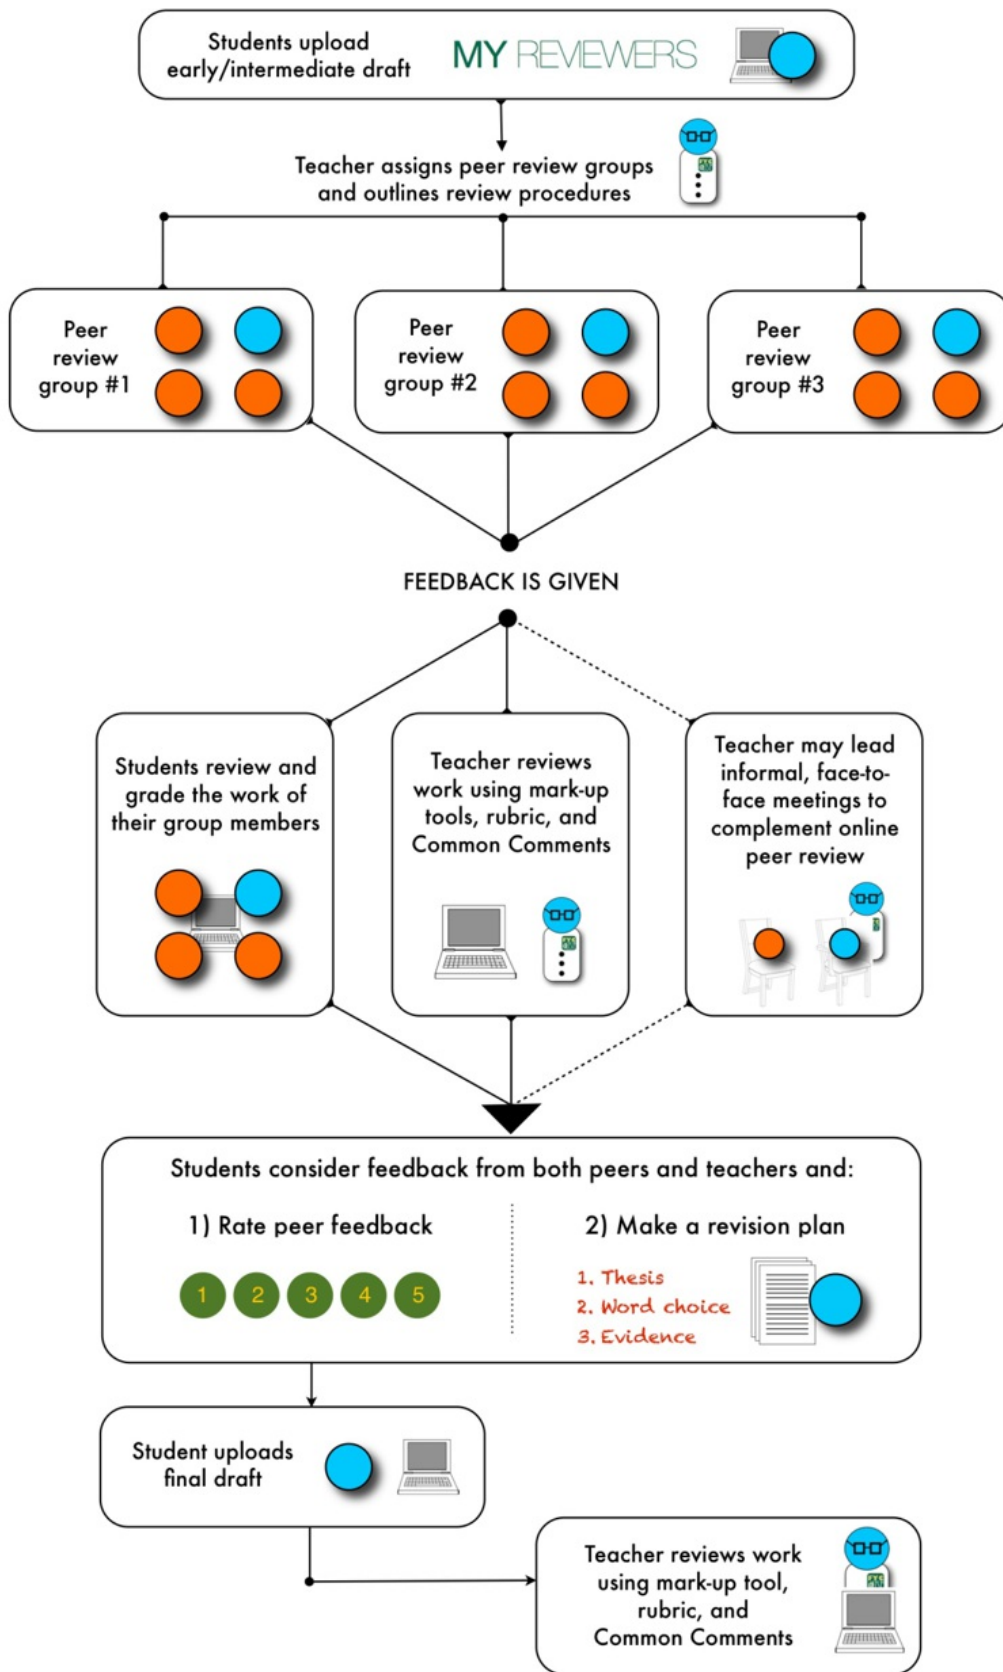 Students upload
early/intermediate draft
MY REVIEWERS
Teacher assigns peer review groups
and outlines review procedures
Peer
review
group #1
Peer
review
group #2
Peer
review
group #3
FEEDBACK IS GIVEN
Students review and
grade the work of
their group members
Teacher reviews
work using mark-up
tools, rubric, and
Common Comments
Teacher may lead
informal, face-to-
face meetings to
complement online
peer review
Students consider feedback from both peers and teachers and:
1) Rate peer feedback
1 2 3 4 5
2) Make a revision plan
1. Thesis
2. Word choice
3. Evidence
Student uploads
final draft
Teacher reviews work
using mark-up tool,
rubric, and
Common Comments